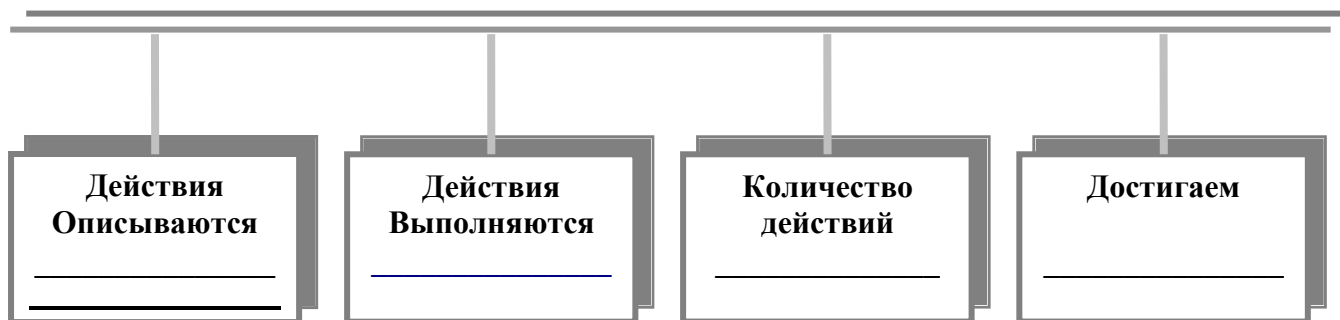 Действия
Описываются
Действия
Выполняются
Количество
действий
Достигаем